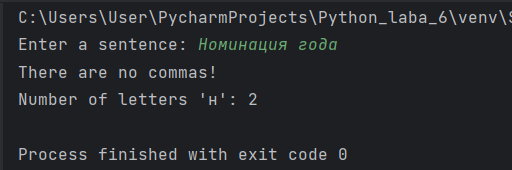 C:\Users\User\PycharmProjects\Python_laba_6\venv\S
Enter a sentence: Номинация года
There are no commas!
Number of letters 'н': 2
Process finished with exit code 0